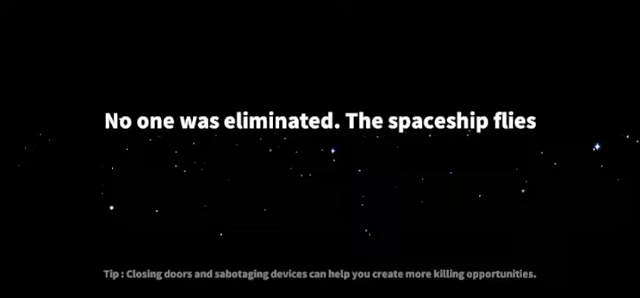 No one was eliminated. The spaceship flies
Tip : Closing doors and sabotaging devices can help you create more killing opportunities.